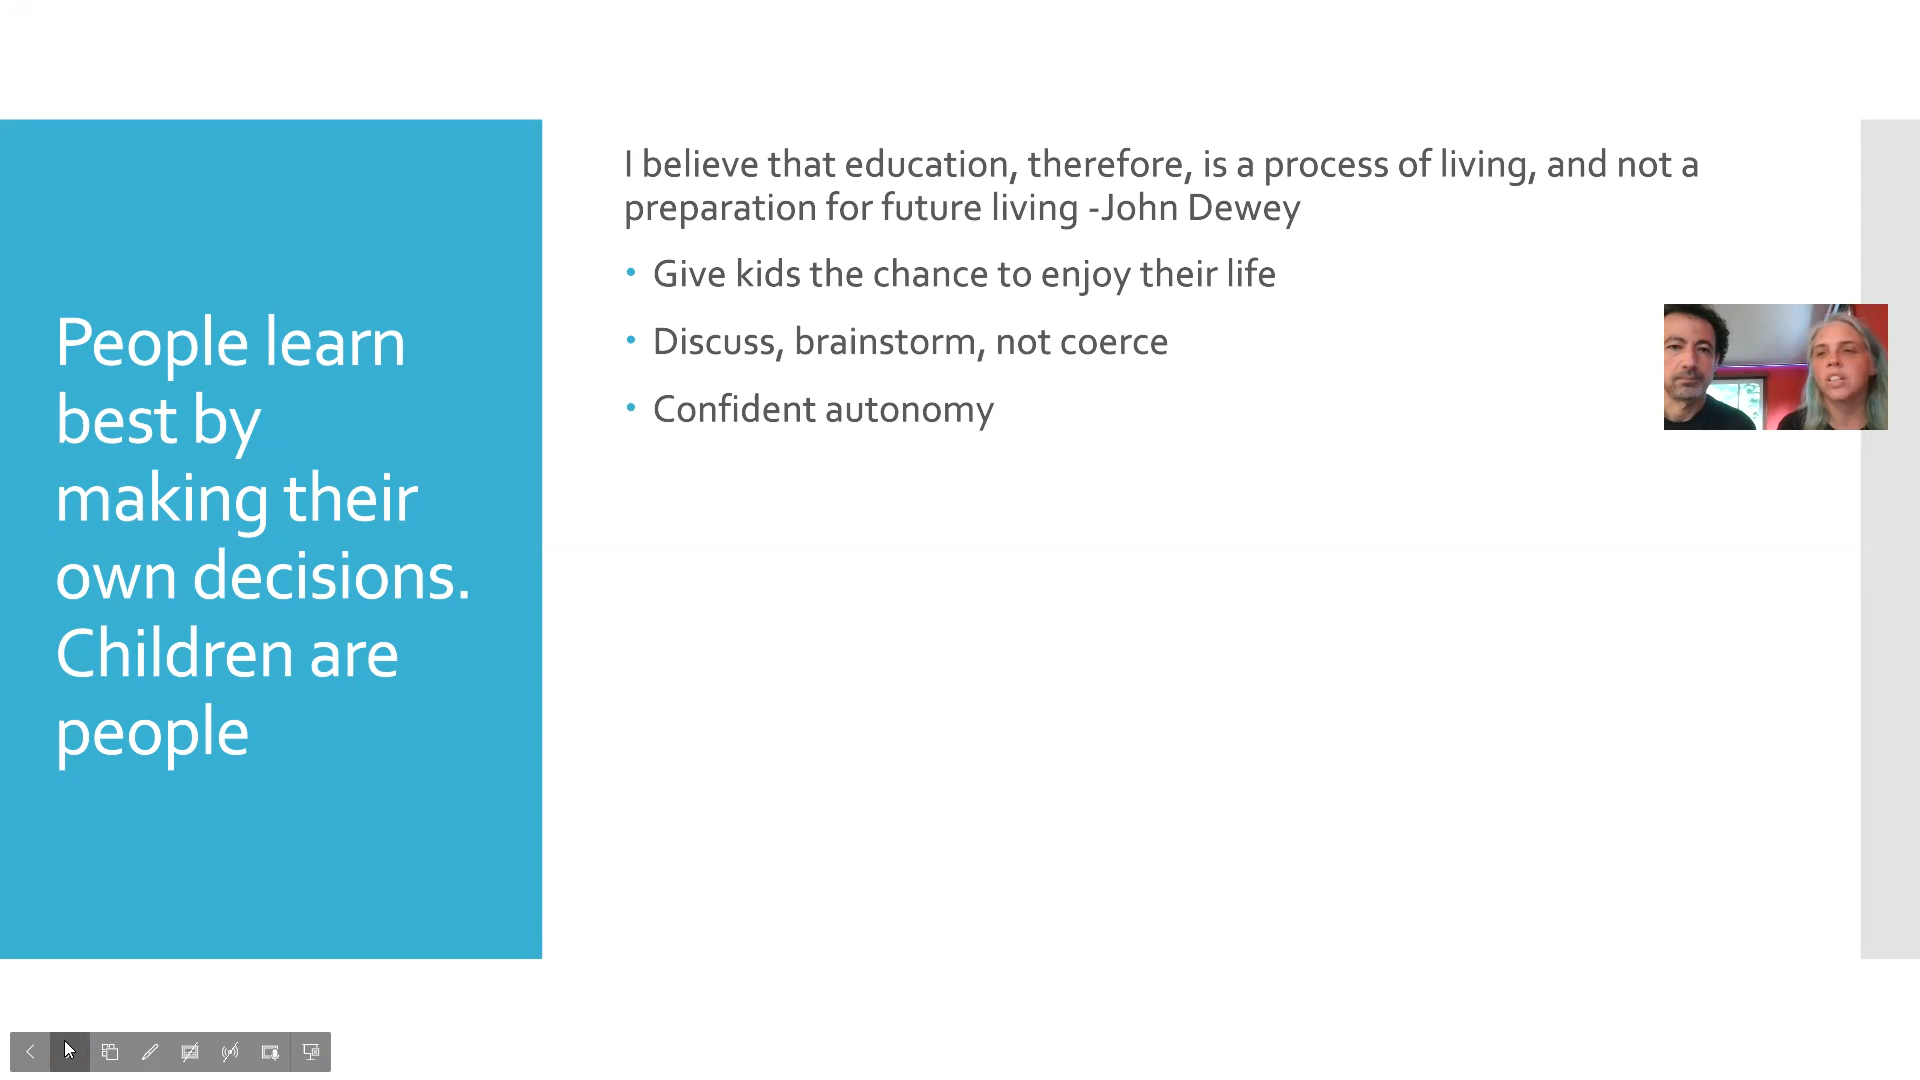 People learn
best by
making their
own decisions.
Children are
people
I believe that education, therefore, is a process of living, and not a
preparation for future living -John Dewey
• Give kids the chance to enjoy their life
• Discuss, brainstorm, not coerce
• Confident autonomy